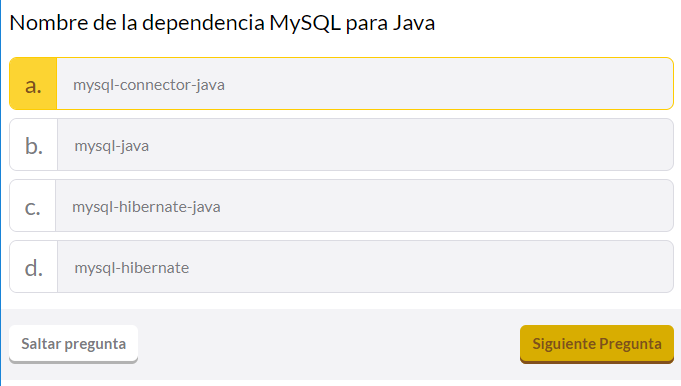 Nombre de la dependencia MySQL para Java
a. mysql-connector-java
b. mysql-java
c. mysql-hibernate-java
d. mysql-hibernate
Saltar pregunta Siguiente Pregunta